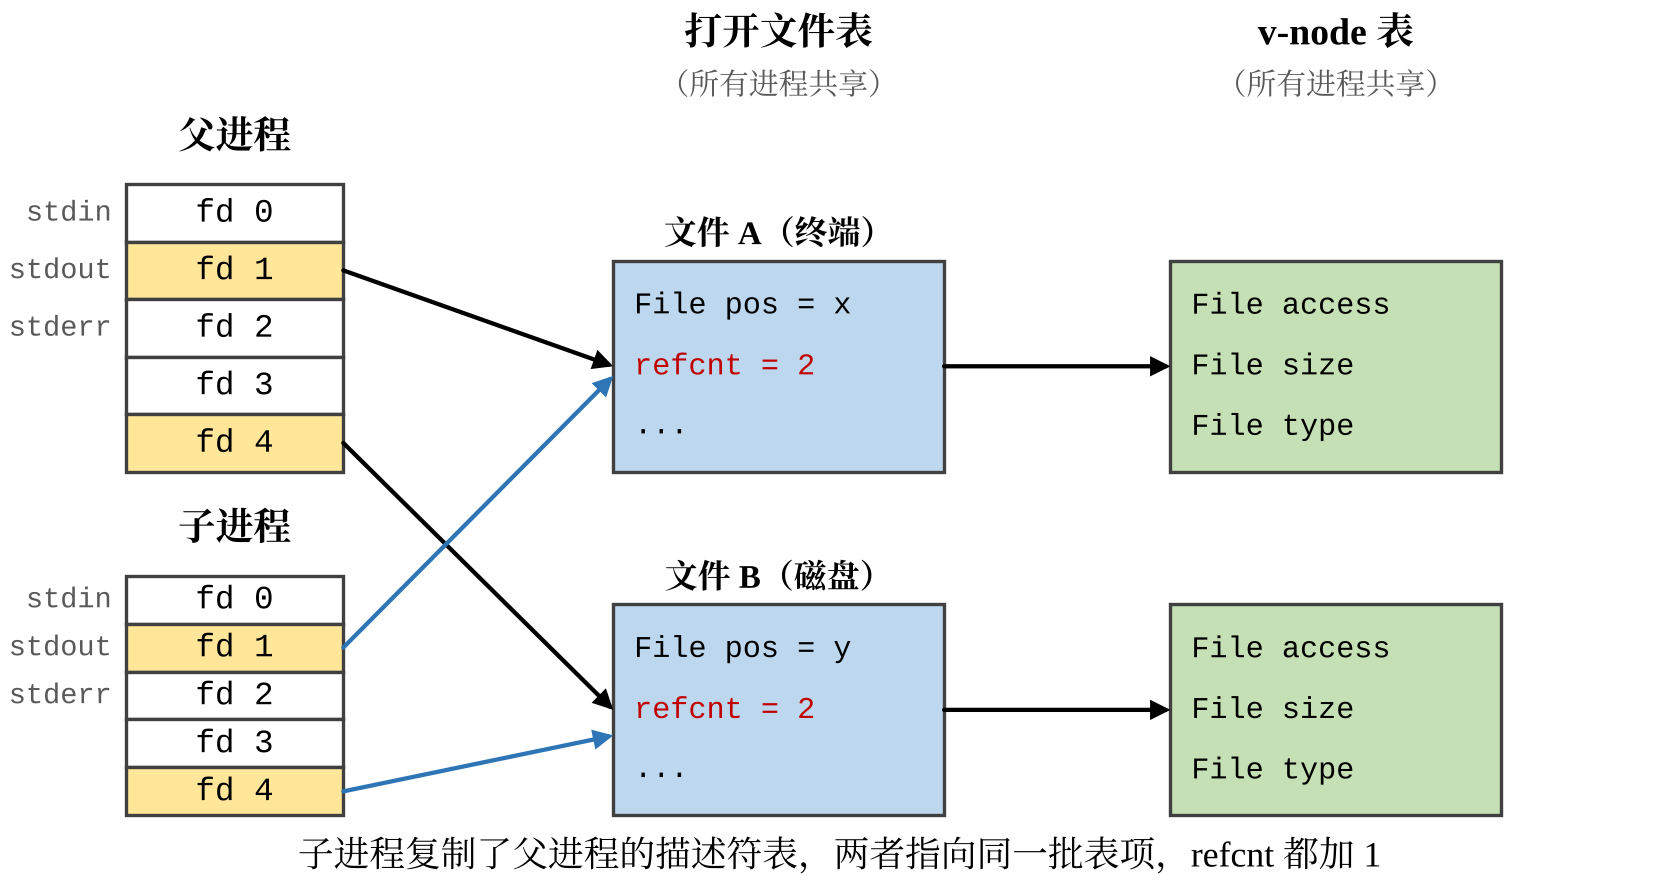 打开文件表
(所有进程共享)
v-node 表
(所有进程共享)
父进程
stdin
fd 0
stdout
fd 1
stderr
fd 2
fd 3
fd 4
子进程
stdin
fd 0
stdout
fd 1
stderr
fd 2
fd 3
fd 4
文件 A（终端）
File pos = x
refcnt = 2
...
File access
File size
File type
文件 B（磁盘）
File pos = y
refcnt = 2
...
File access
File size
File type
子进程复制了父进程的描述符表，两者指向同一批表项，refcnt 都加 1